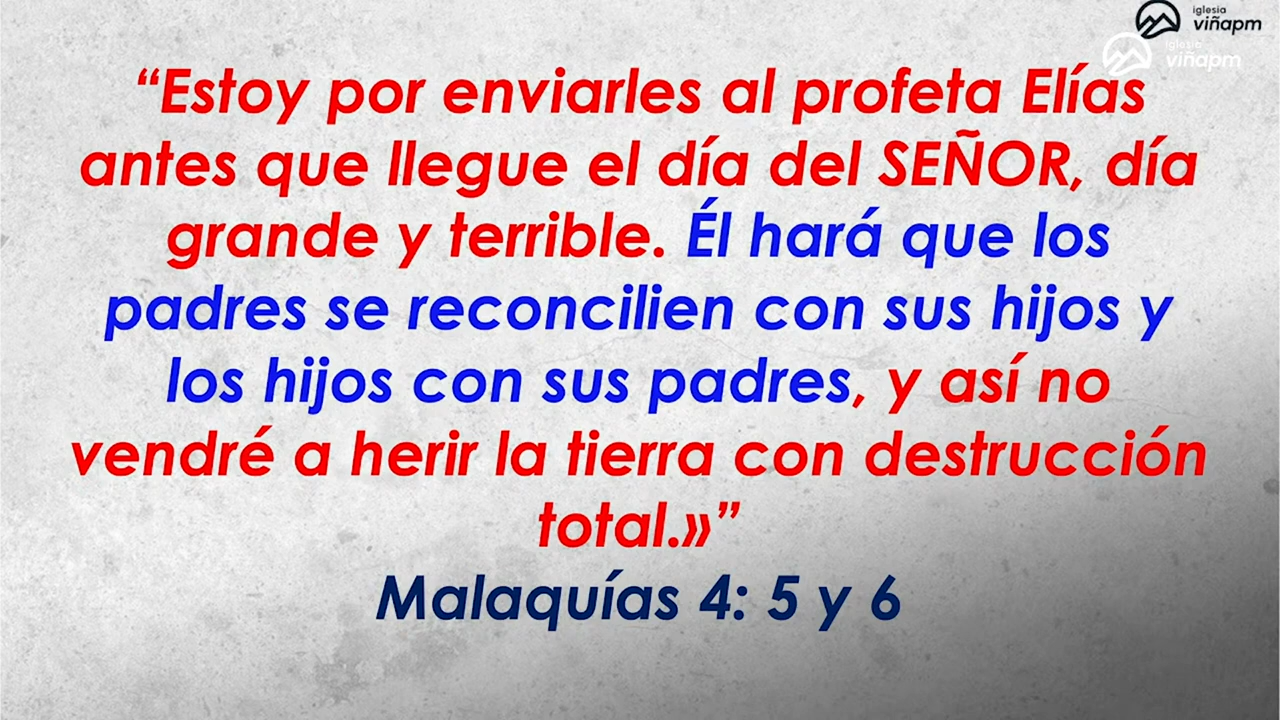 iglesia
viñapm
iglesia
viñapm
“Estoy por enviarles al profeta Elías
antes que llegue el día del SEÑOR, día
grande y terrible. Él hará que los
padres se reconcilien con sus hijos y
los hijos con sus padres, y así no
vendré a herir la tierra con destrucción
total.»”
Malaquías 4: 5 y 6